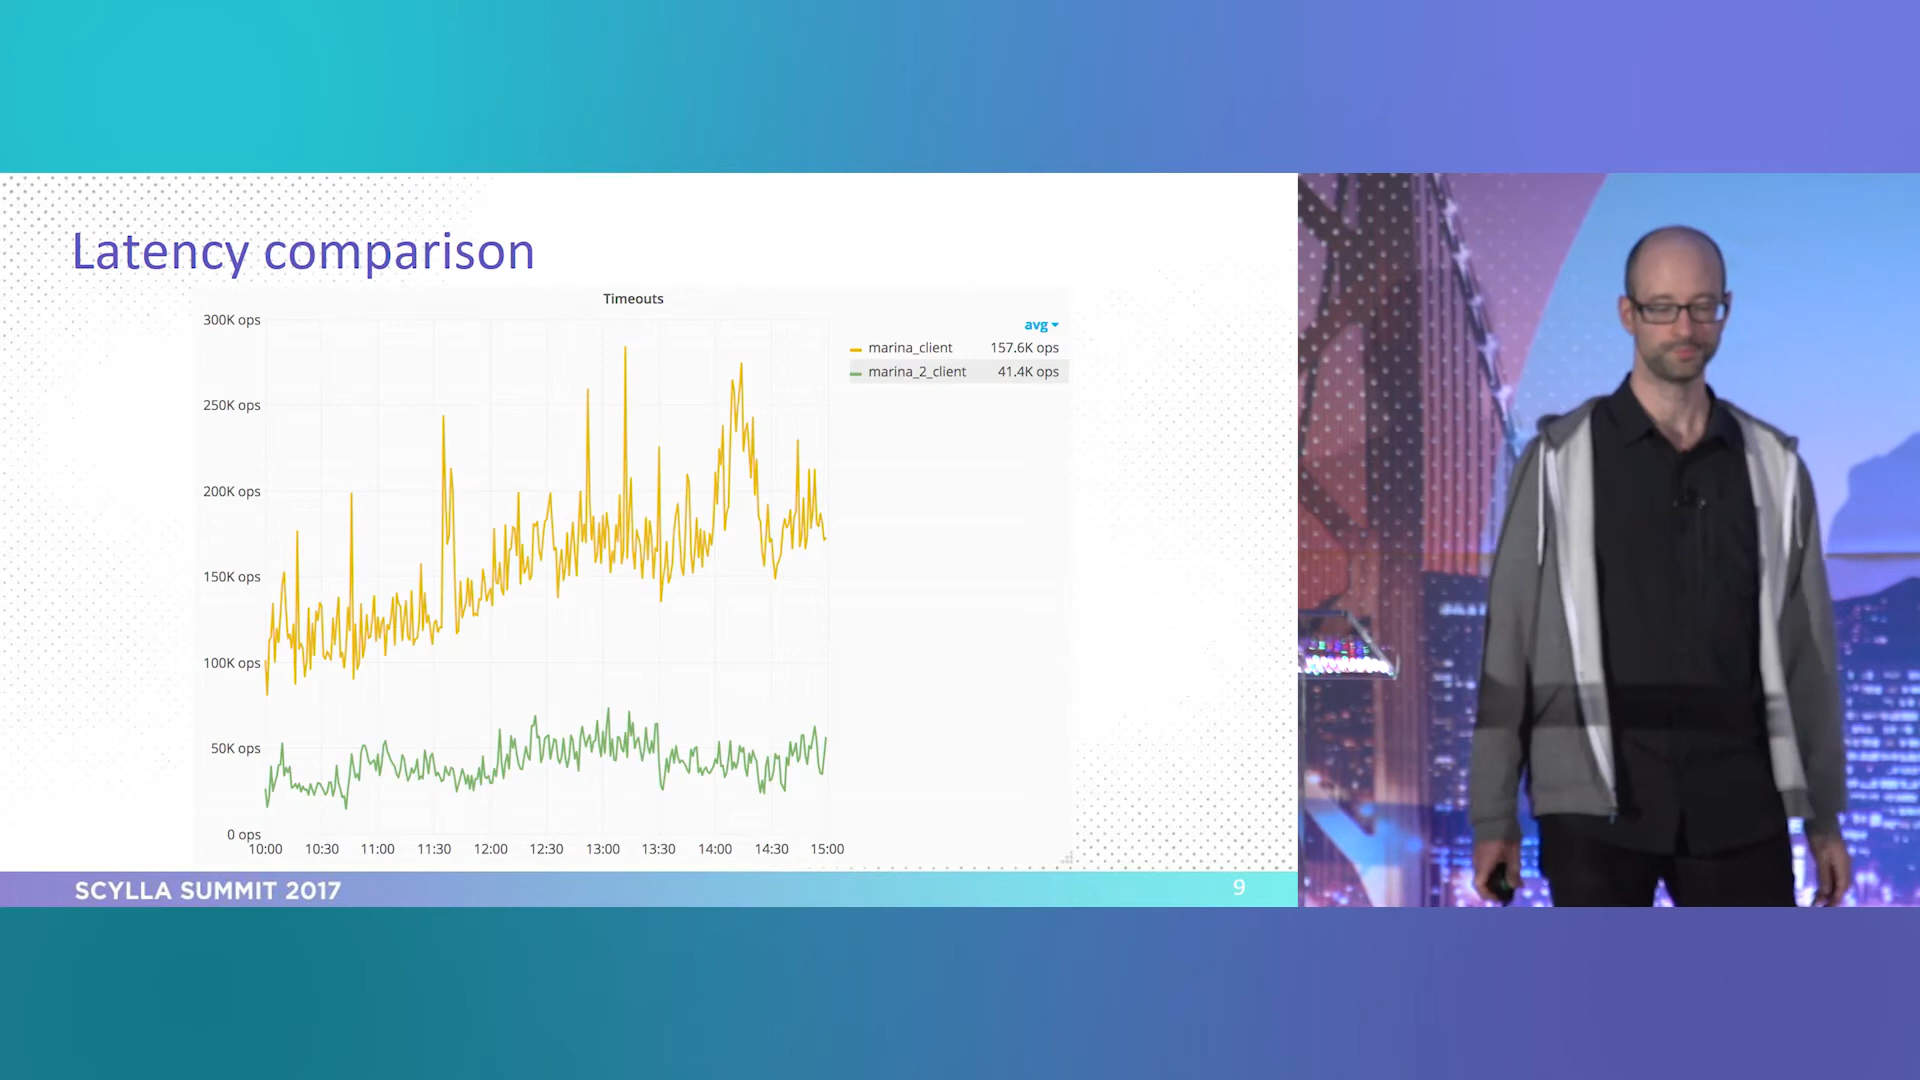 Latency comparison
Timeouts
avg
marina_client 157.6K ops
marina_2_client 41.4K ops
300K ops
250K ops
200K ops
150K ops
100K ops
50K ops
0 ops
10:00 10:30 11:00 11:30 12:00 12:30 13:00 13:30 14:00 14:30 15:00
SCYLLA SUMMIT 2017
9